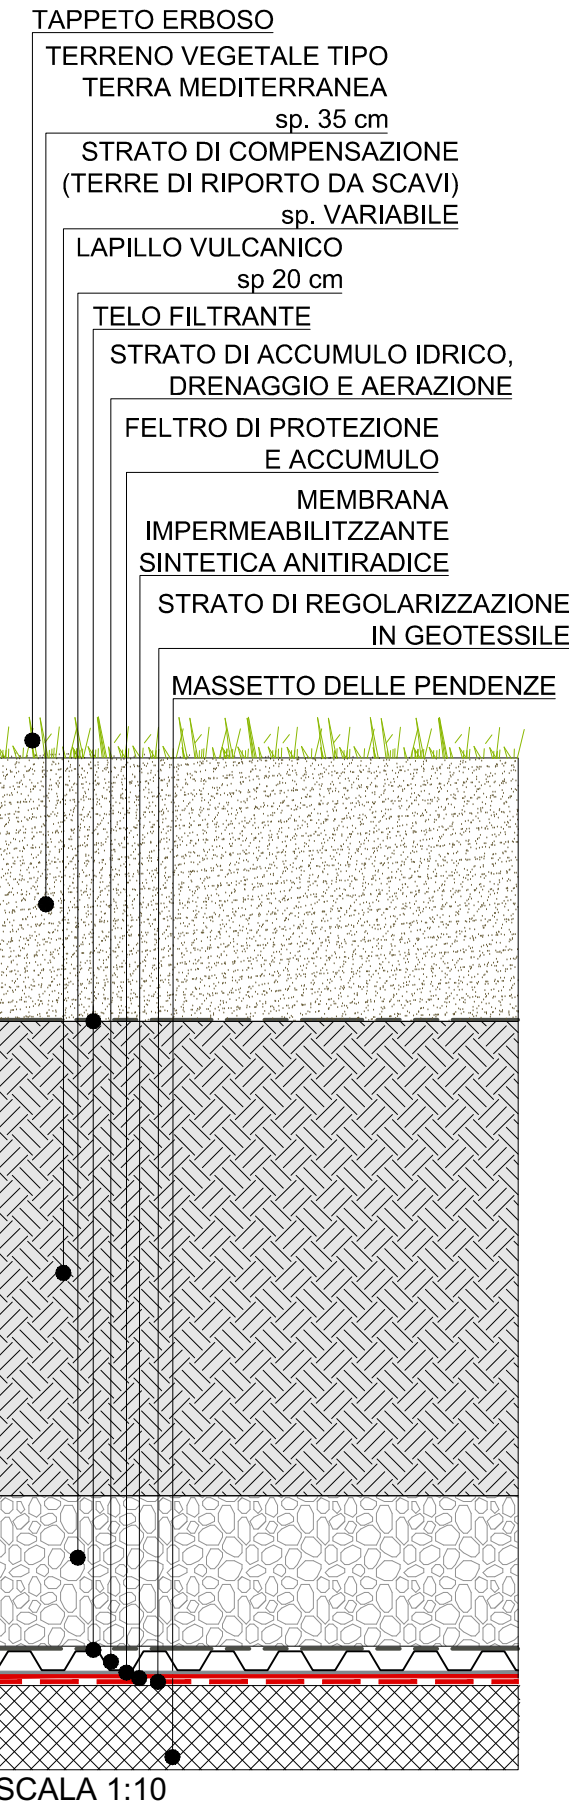 TAPPETO ERBOSO
TERRENO VEGETALE TIPO
TERRA MEDITERRANEA
sp. 35 cm
STRATO DI COMPENSAZIONE
(TERRE DI RIPORTO DA SCAVI)
sp. VARIABILE
LAPILLO VULCANICO
sp 20 cm
TELO FILTRANTE
STRATO DI ACCUMULO IDRICO,
DRENAGGIO E AERAZIONE
FELTRO DI PROTEZIONE
E ACCUMULO
MEMBRANA
IMPERMEABILITZZANTE
SINTETICA ANITIRADICE
STRATO DI REGOLARIZZAZIONE
IN GEOTESSILE
MASSETTO DELLE PENDENZE
SCALA 1:10